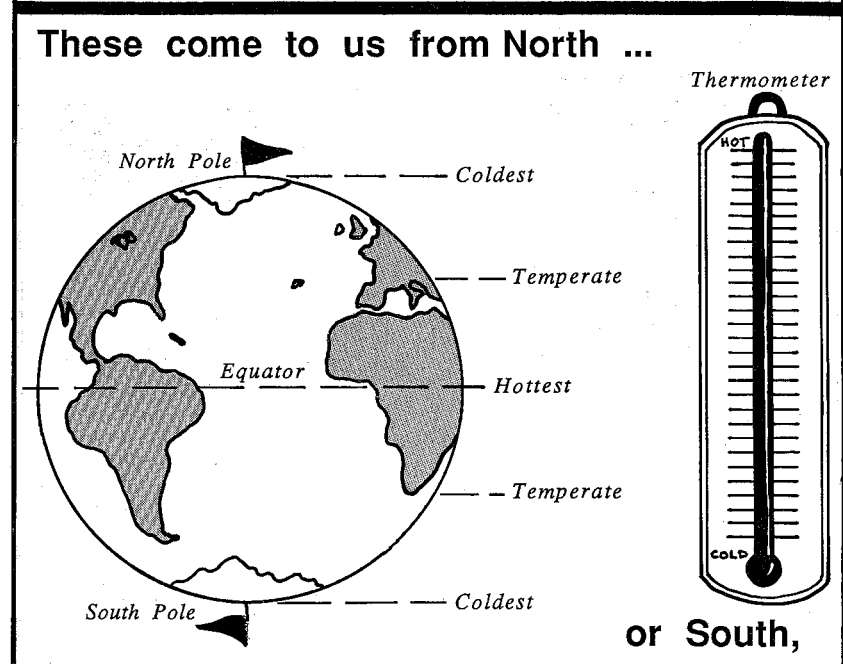 These come to us from North ...
Thermometer
HOT
North Pole
Coldest
Temperate
Equator
Hottest
Temperate
COLD
South Pole
Coldest
or South,